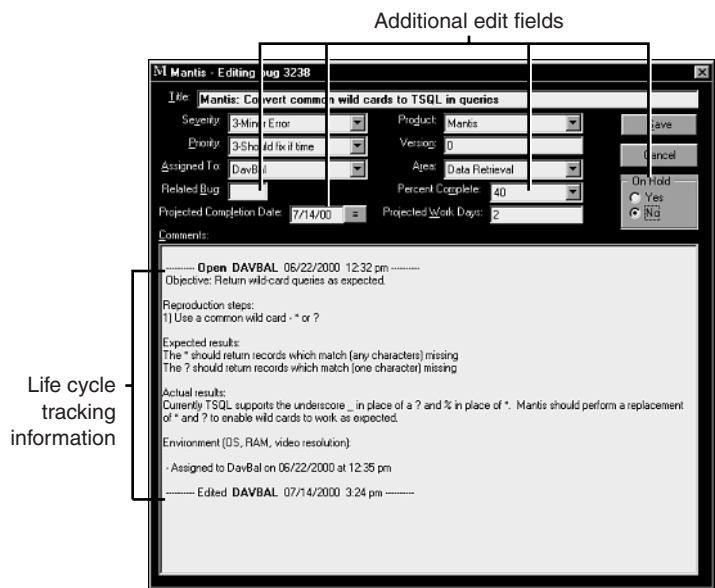 Additional edit fields
Mantis - Editing bug 3238
Title: Mantis: Convert common wild cards to TSQL in queries
Severity: 3-Minor Error Product: Mantis Save
Priority: 3-Should fix if time Version: 0 Cancel
Assigned To: DavBal Area: Data Retrieval
Related Bug: Percent Complete: 40 On Hold
Yes
Projected Completion Date: 7/14/00 Projected Work Days: 2 No
Comments:
---------- Open DAVBAL 06/22/2000 12:32 pm ----------
Objective: Return wild-card queries as expected.
Reproduction steps:
1) Use a common wild card - * or ?
Expected results:
The * should return records which match (any characters) missing
The ? should return records which match (one character) missing
Actual results:
Currently TSQL supports the underscore _ in place of a ? and % in place of *. Mantis should perform a replacement
of * and ? to enable wild cards to work as expected.
Environment (OS, RAM, video resolution):
- Assigned to DavBal on 06/22/2000 at 12:35 pm
---------- Edited DAVBAL 07/14/2000 3:24 pm ----------
Life cycle
tracking
information